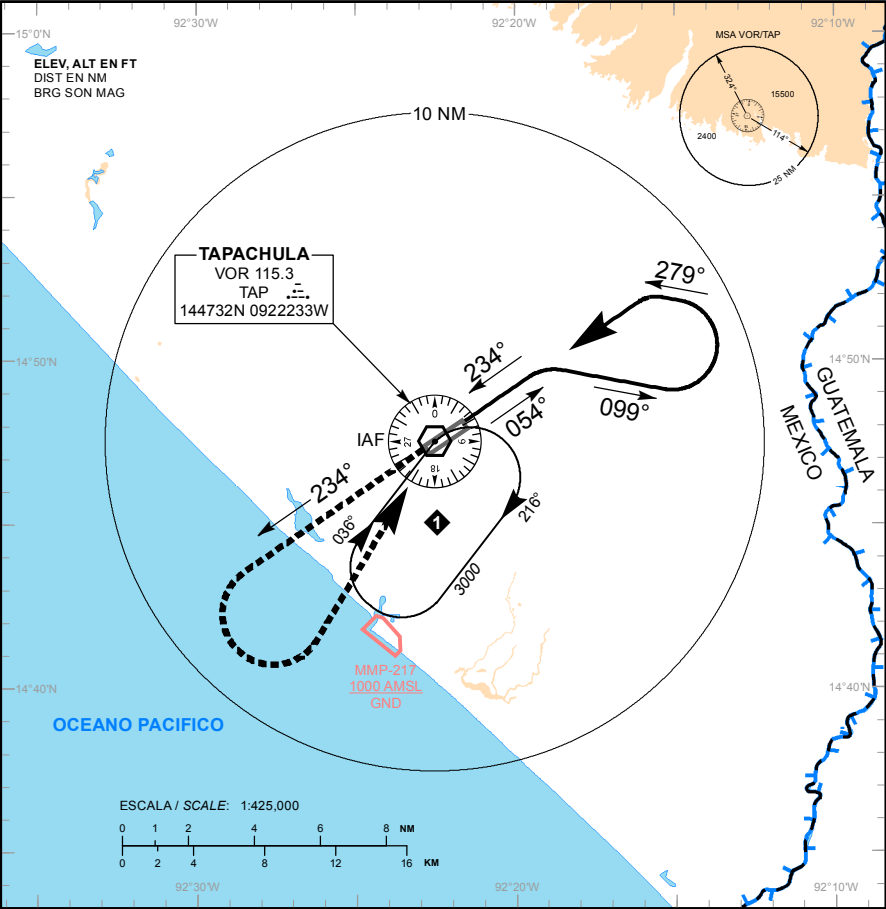 92°30'W
92°20'W
92°10'W
15°0'N
ELEV, ALT EN FT
DIST EN NM
BRG SON MAG
MSA VOR/TAP
324°
15500
2400
114°
25 NM
10 NM
TAPACHULA
VOR 115.3
TAP
144732N 0922233W
279°
14°50'N
14°50'N
234°
054°
099°
GUATEMALA
MEXICO
IAF
0
9
18
27
234°
036°
1
216°
3000
MMP-217
1000 AMSL
GND
14°40'N
14°40'N
OCEANO PACIFICO
ESCALA / SCALE: 1:425,000
0 1 2 4 6 8 NM
0 2 4 8 12 16 KM
92°30'W
92°20'W
92°10'W